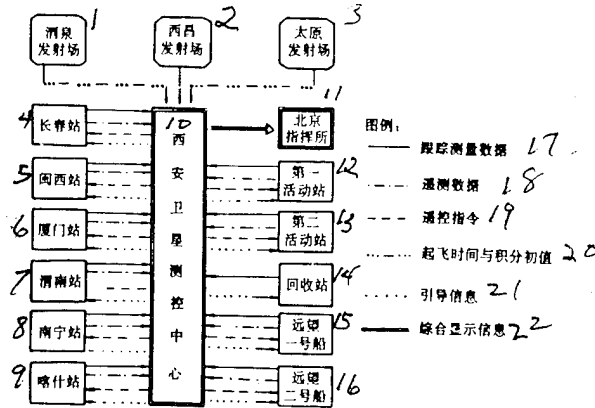 1 2 3
酒泉
发射场
西昌
发射场
太原
发射场
4 长春站
5 闽西站
6 厦门站
7 渭南站
8 南宁站
9 喀什站
10
西安卫星测控中心
11
北京
指挥所
12
第一
活动站
13
第二
活动站
14
回收站
15
远望
一号船
16
远望
二号船
图例：
跟踪测量数据 17
遥测数据 18
遥控指令 19
起飞时间与积分初值 20
引导信息 21
综合显示信息 22